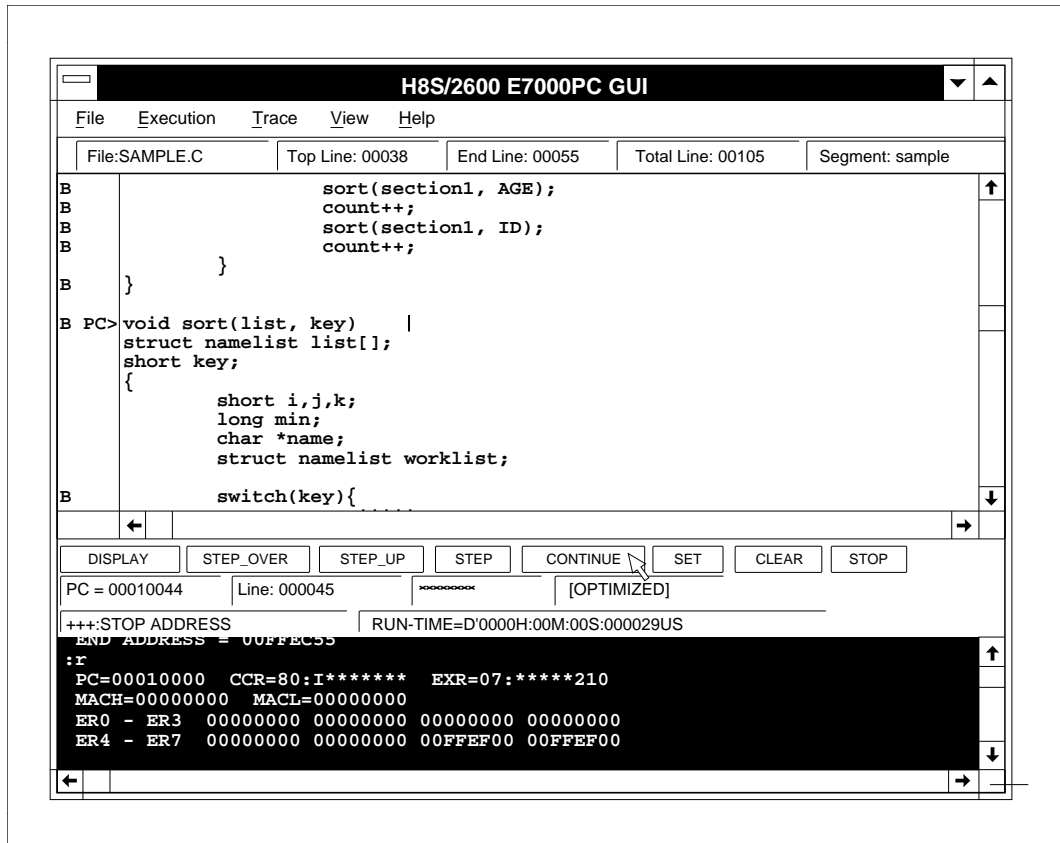 H8S/2600 E7000PC GUI
File Execution Trace View Help
File:SAMPLE.C Top Line: 00038 End Line: 00055 Total Line: 00105 Segment: sample
B sort(section1, AGE);
B count++;
B sort(section1, ID);
B count++;
}
B }
B PC> void sort(list, key)
struct namelist list[];
short key;
{
short i,j,k;
long min;
char *name;
struct namelist worklist;
B switch(key){
DISPLAY STEP_OVER STEP_UP STEP CONTINUE SET CLEAR STOP
PC = 00010044 Line: 000045 ******** [OPTIMIZED]
+++:STOP ADDRESS RUN-TIME=D'0000H:00M:00S:000029US
END ADDRESS = 00FFEC55
:r
PC=00010000 CCR=80:I******* EXR=07:*****210
MACH=00000000 MACL=00000000
ER0 - ER3 00000000 00000000 00000000 00000000
ER4 - ER7 00000000 00000000 00FFEF00 00FFEF00